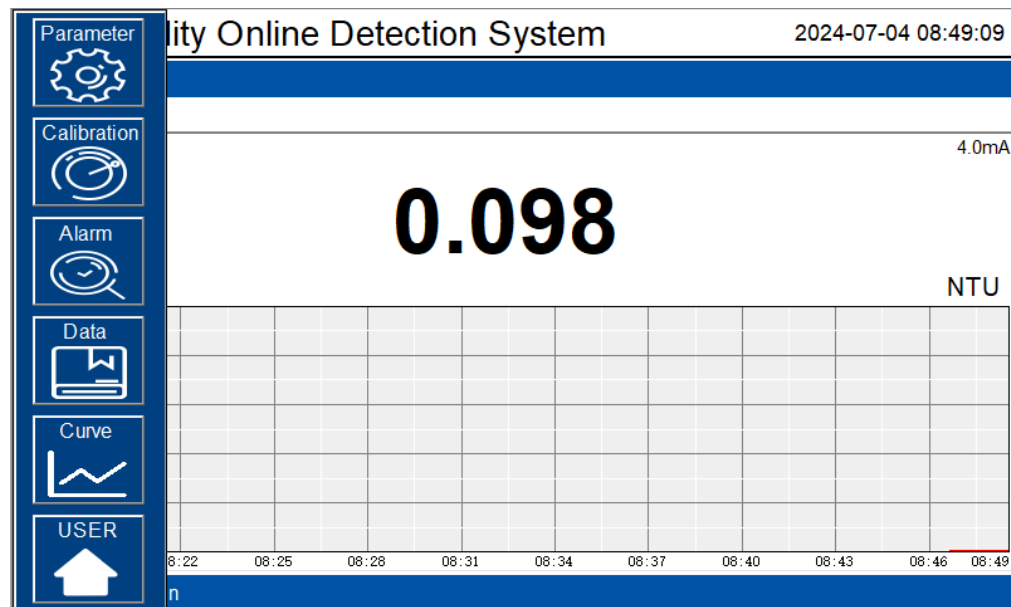 Parameter
lity Online Detection System
2024-07-04 08:49:09
Calibration
4.0mA
0.098
Alarm
NTU
Data
Curve
USER
8:22 08:25 08:28 08:31 08:34 08:37 08:40 08:43 08:46 08:49
n